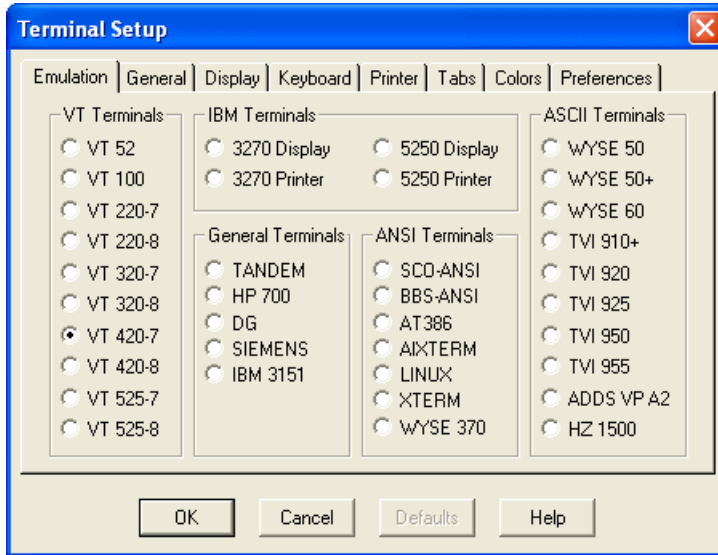 Terminal Setup
Emulation General Display Keyboard Printer Tabs Colors Preferences
VT Terminals
VT 52
VT 100
VT 220-7
VT 220-8
VT 320-7
VT 320-8
VT 420-7
VT 420-8
VT 525-7
VT 525-8
IBM Terminals
3270 Display 5250 Display
3270 Printer 5250 Printer
General Terminals
TANDEM
HP 700
DG
SIEMENS
IBM 3151
ANSI Terminals
SCO-ANSI
BBS-ANSI
AT386
AIXTERM
LINUX
XTERM
WYSE 370
ASCII Terminals
WYSE 50
WYSE 50+
WYSE 60
TVI 910+
TVI 920
TVI 925
TVI 950
TVI 955
ADDS VP A2
HZ 1500
OK Cancel Defaults Help